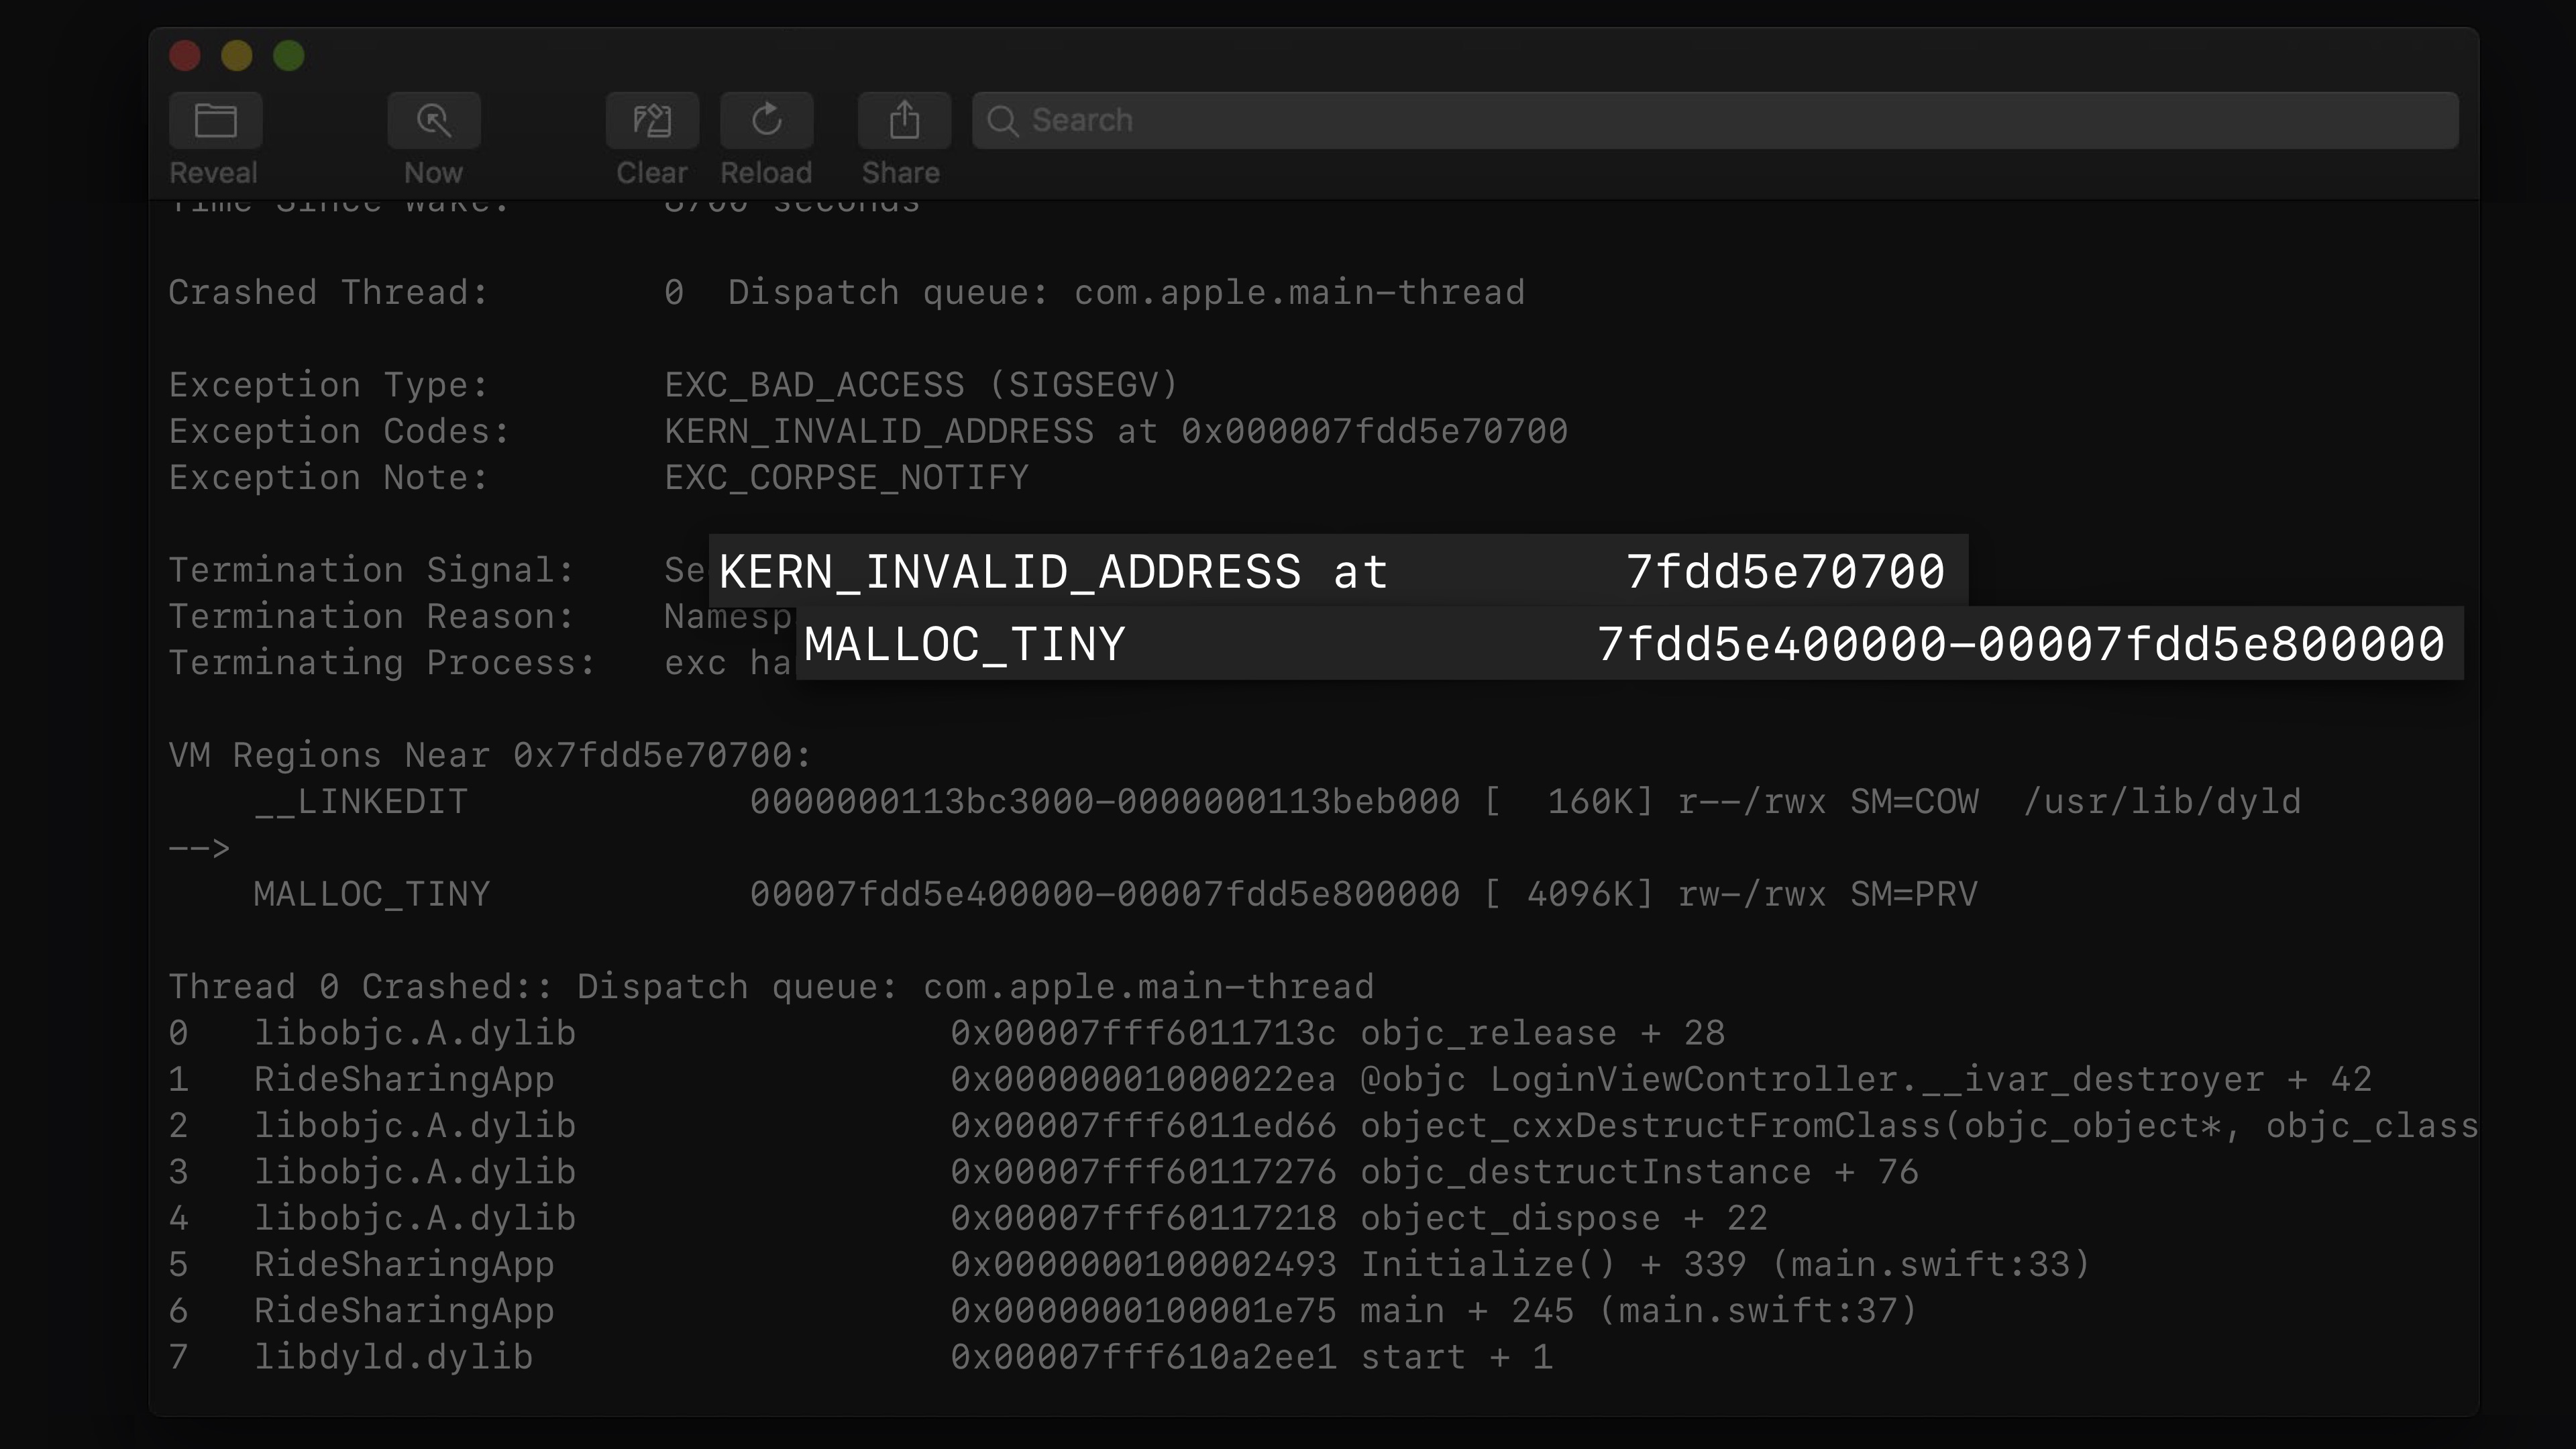 Search
Reveal Now Clear Reload Share
Time Since Wake: 8700 seconds
Crashed Thread: 0 Dispatch queue: com.apple.main-thread
Exception Type: EXC_BAD_ACCESS (SIGSEGV)
Exception Codes: KERN_INVALID_ADDRESS at 0x000007fdd5e70700
Exception Note: EXC_CORPSE_NOTIFY
Termination Signal: Se
KERN_INVALID_ADDRESS at 7fdd5e70700
Termination Reason: Namesp
MALLOC_TINY 7fdd5e400000-00007fdd5e800000
Terminating Process: exc ha
VM Regions Near 0x7fdd5e70700:
__LINKEDIT 0000000113bc3000-0000000113beb000 [ 160K] r--/rwx SM=COW /usr/lib/dyld
-->
MALLOC_TINY 00007fdd5e400000-00007fdd5e800000 [ 4096K] rw-/rwx SM=PRV
Thread 0 Crashed:: Dispatch queue: com.apple.main-thread
0 libobjc.A.dylib 0x00007fff6011713c objc_release + 28
1 RideSharingApp 0x00000001000022ea @objc LoginViewController.__ivar_destroyer + 42
2 libobjc.A.dylib 0x00007fff6011ed66 object_cxxDestructFromClass(objc_object*, objc_class
3 libobjc.A.dylib 0x00007fff60117276 objc_destructInstance + 76
4 libobjc.A.dylib 0x00007fff60117218 object_dispose + 22
5 RideSharingApp 0x0000000100002493 Initialize() + 339 (main.swift:33)
6 RideSharingApp 0x0000000100001e75 main + 245 (main.swift:37)
7 libdyld.dylib 0x00007fff610a2ee1 start + 1